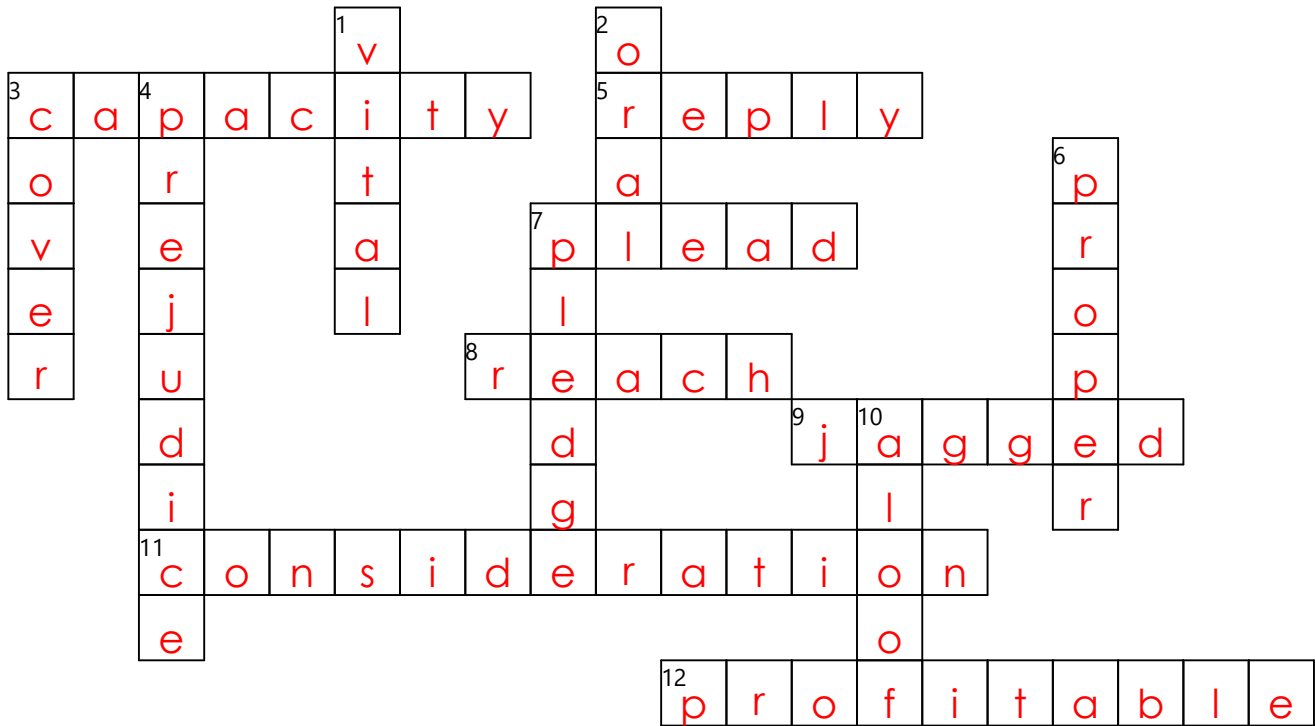 1 v 2 o
3 c a 4 p a c i t y 5 r e p l y
o r t a 6 p
v e a 7 p l e a d r
e j l l o
r u 8 r e a c h p
d d 9 j 10 a g g e d
i g l r
11 c o n s i d e r a t i o n
e o
12 p r o f i t a b l e